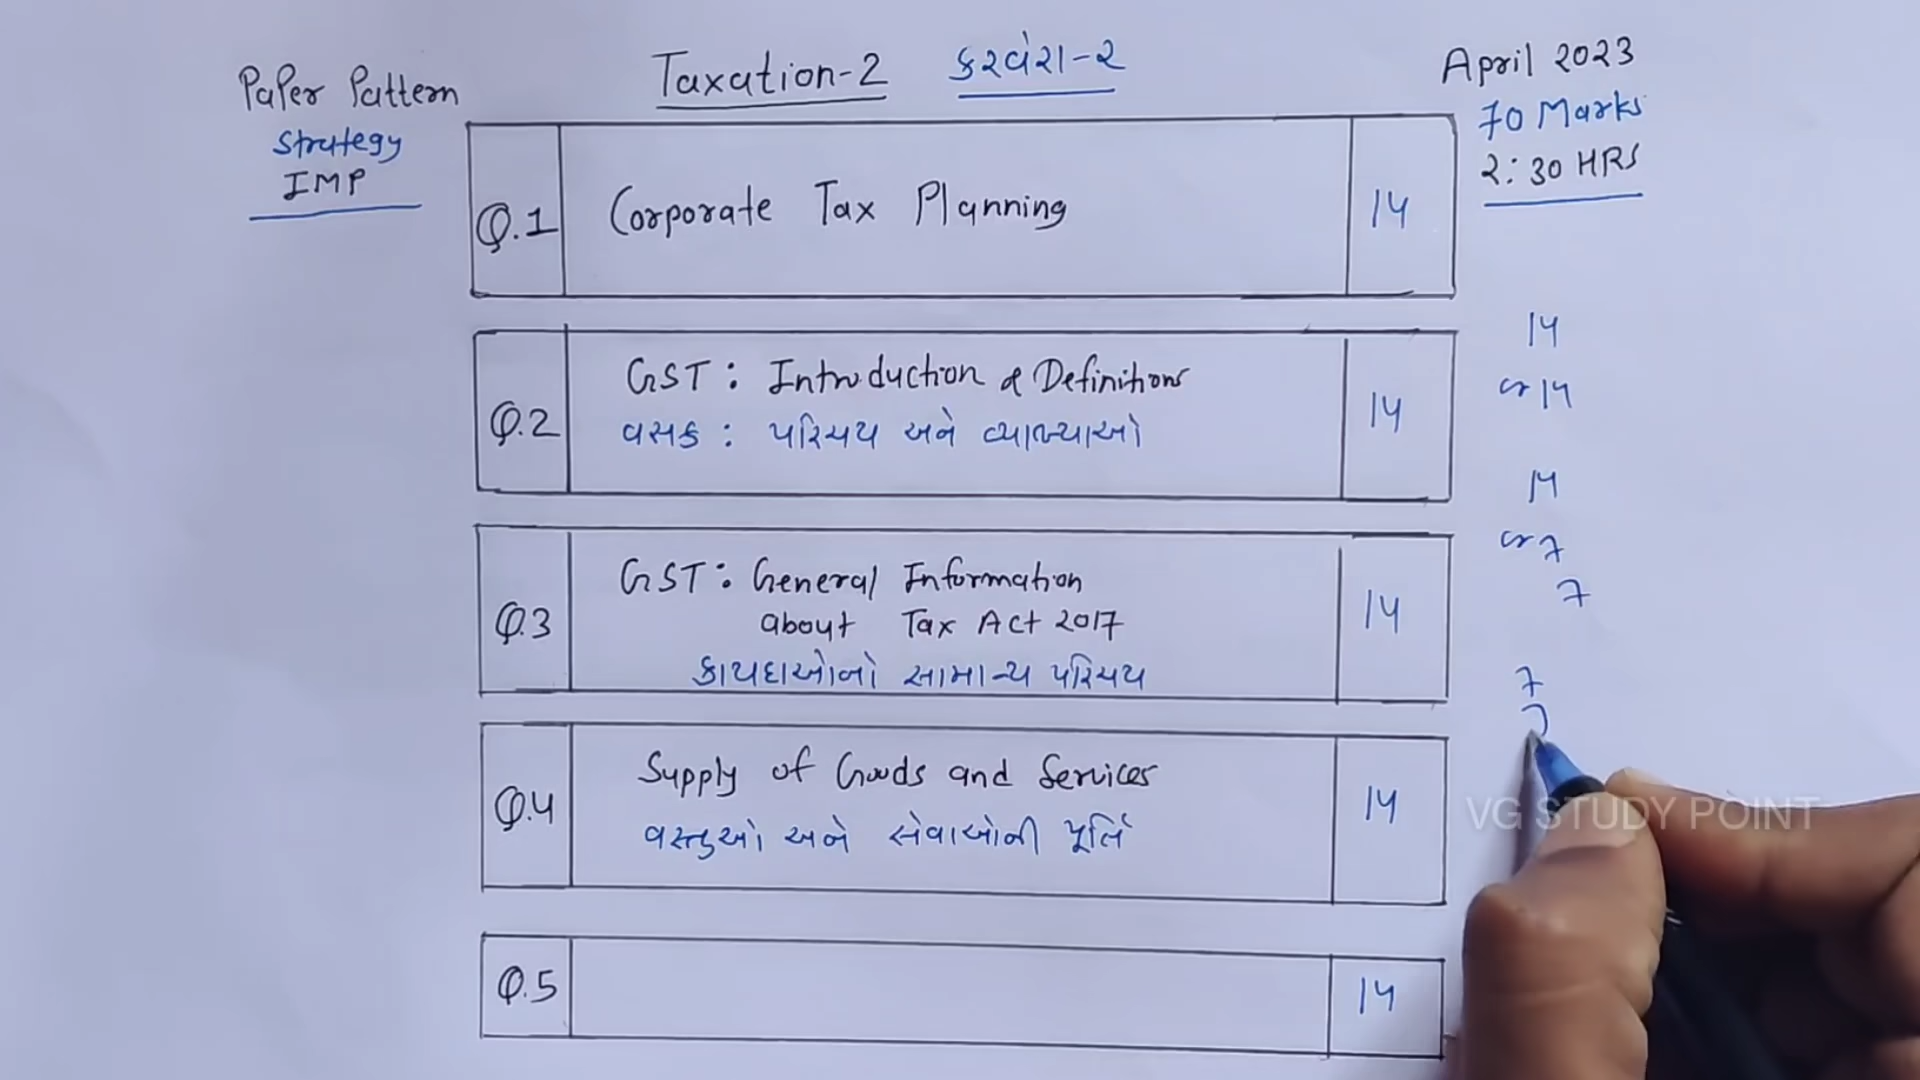 Paper Pattern
Strategy
IMP
Taxation-2 કરવેરા-૨
April 2023
70 Marks
2:30 HRS
Q.1 Corporate Tax Planning 14
14
or 14
Q.2 GST : Introduction & Definitions 14
વસક : પરિચય અને વ્યાખ્યાઓ
14
or 7
7
Q.3 GST : General Information 14
about Tax Act 2017
કાયદાઓનો સામાન્ય પરિચય
7
Q.4 Supply of Goods and Services 14
વસ્તુઓ અને સેવાઓની પૂર્તિ
Q.5 14
VG STUDY POINT